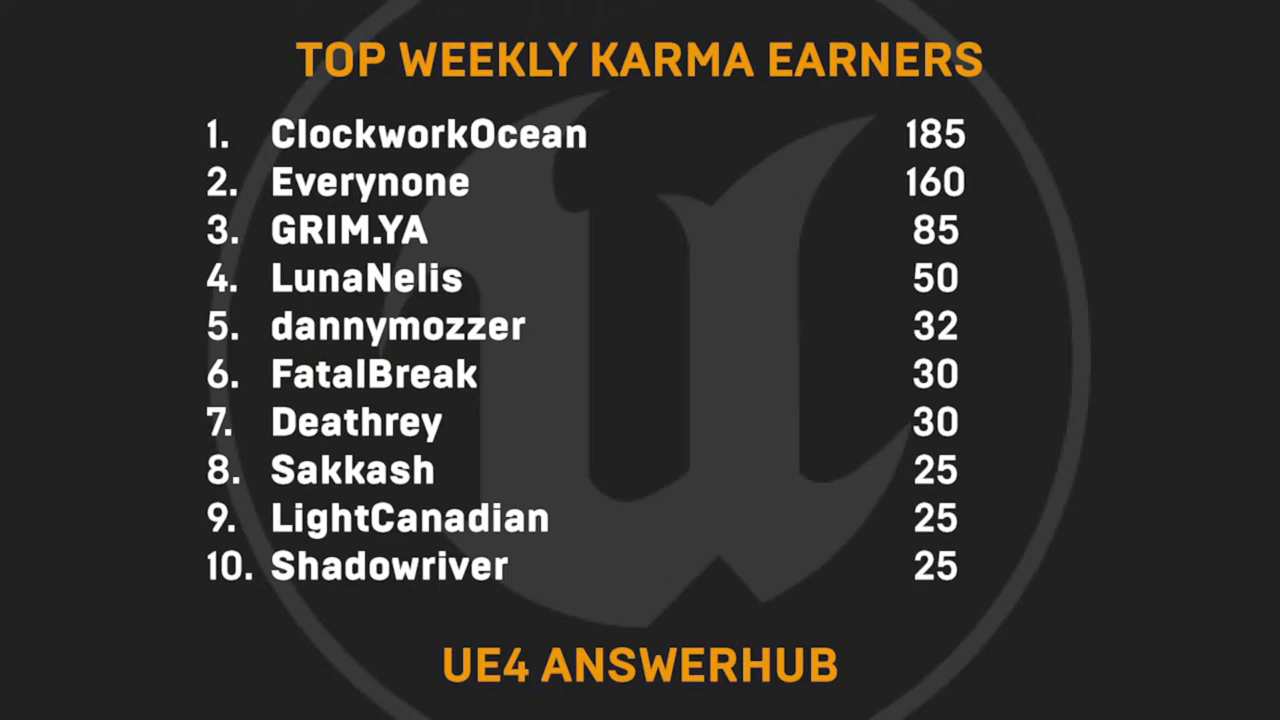 TOP WEEKLY KARMA EARNERS
1. ClockworkOcean 185
2. Everynone 160
3. GRIM.YA 85
4. LunaNelis 50
5. dannymozzer 32
6. FatalBreak 30
7. Deathrey 30
8. Sakkash 25
9. LightCanadian 25
10. Shadowriver 25
UE4 ANSWERHUB